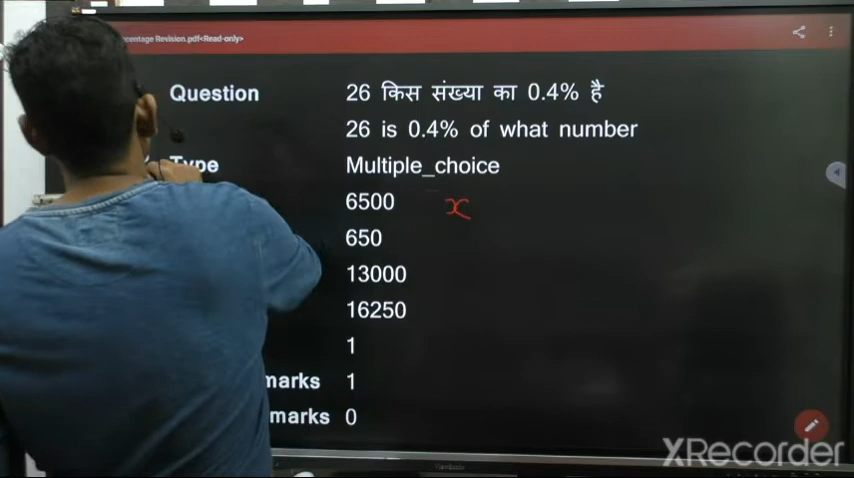 centage Revision.pdf<Read-only>
Question 26 किस संख्या का 0.4% है
26 is 0.4% of what number
Type Multiple_choice
6500 x
650
13000
16250
1
marks 1
marks 0
XRecorder